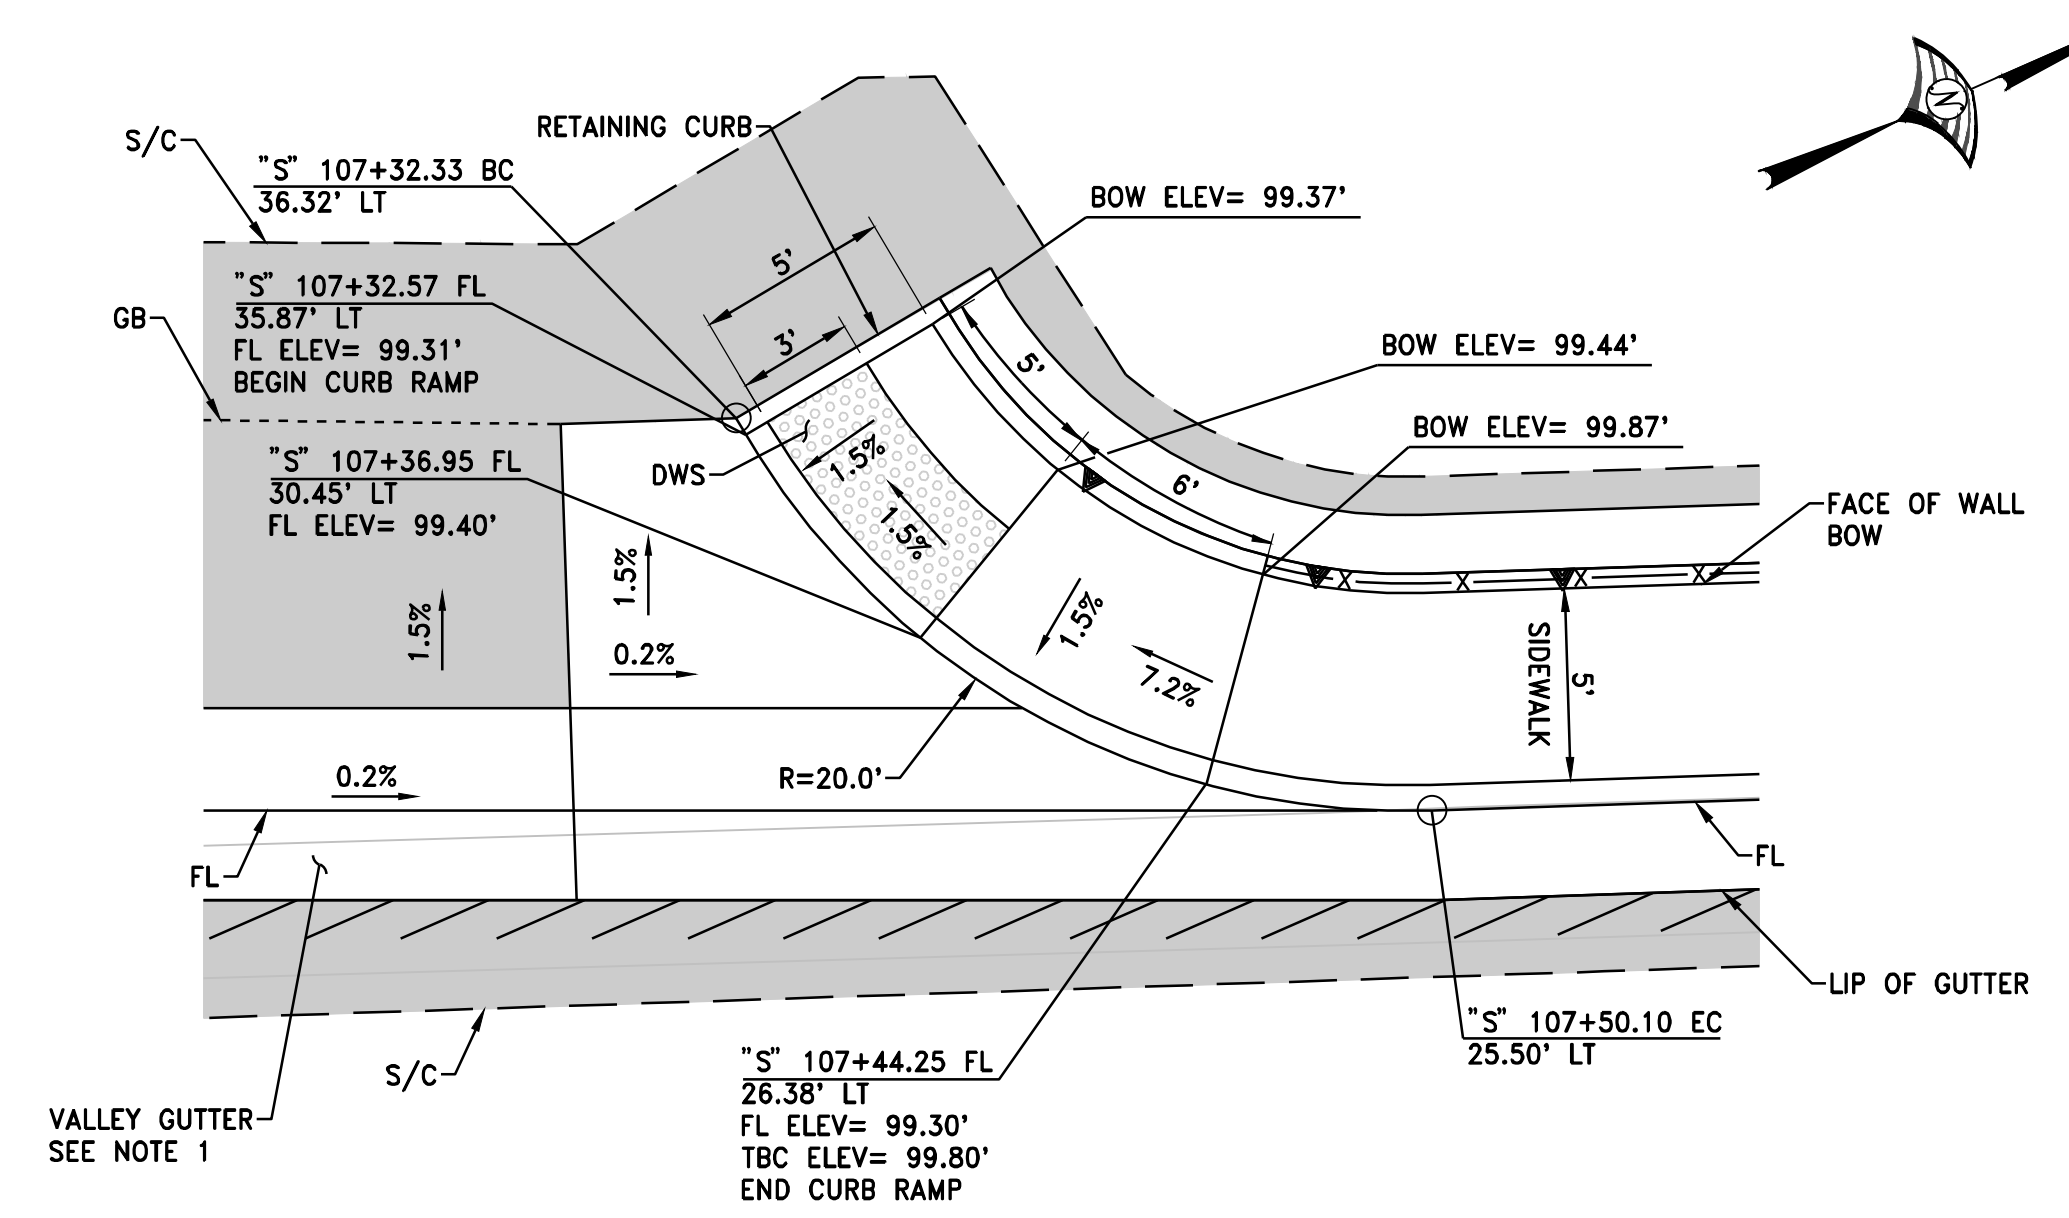 RETAINING CURB
S/C
"S" 107+32.33 BC
36.32' LT
BOW ELEV= 99.37'
N
5'
"S" 107+32.57 FL
35.87' LT
FL ELEV= 99.31'
BEGIN CURB RAMP
GB
3'
5'
BOW ELEV= 99.44'
BOW ELEV= 99.87'
"S" 107+36.95 FL
30.45' LT
FL ELEV= 99.40'
DWS
1.5%
1.5%
6'
FACE OF WALL
BOW
1.5%
1.5%
0.2%
1.5%
7.2%
SIDEWALK
5'
0.2%
R=20.0'
FL
FL
LIP OF GUTTER
"S" 107+50.10 EC
25.50' LT
S/C
"S" 107+44.25 FL
26.38' LT
FL ELEV= 99.30'
TBC ELEV= 99.80'
END CURB RAMP
VALLEY GUTTER
SEE NOTE 1